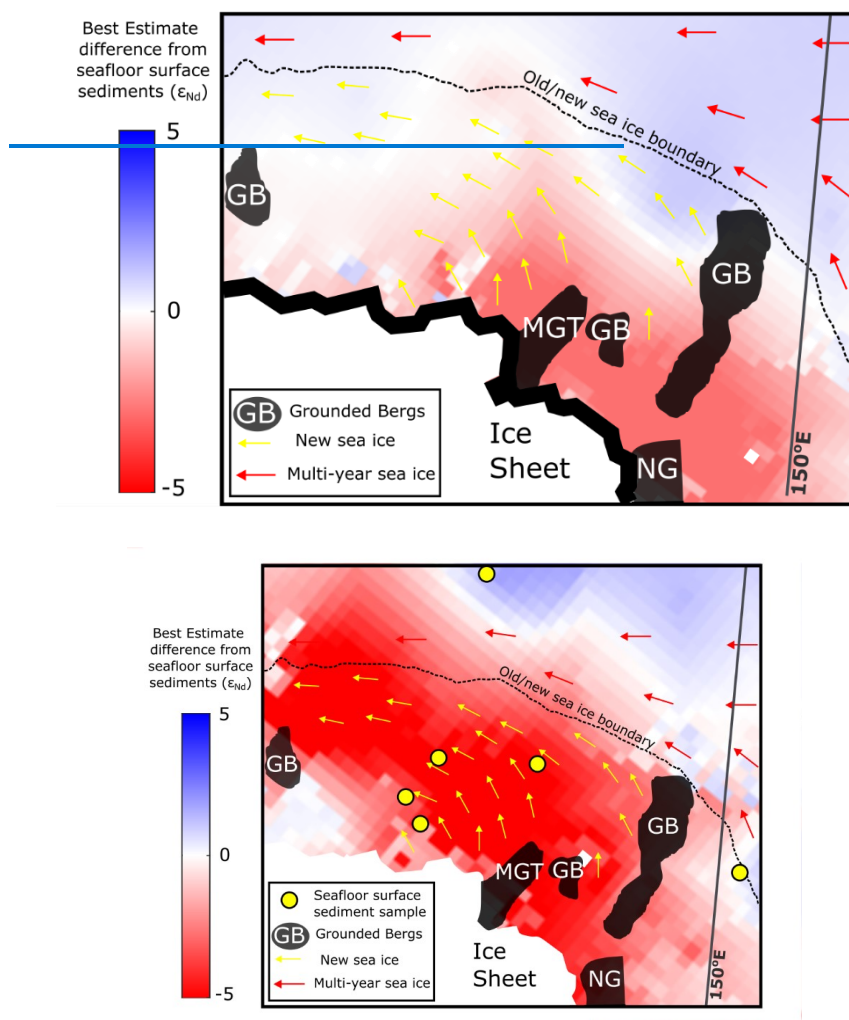 Best Estimate
difference from
seafloor surface
sediments (εNd)
5
0
-5
Old/new sea ice boundary
GB
GB
MGT
GB
NG
150°E
Ice
Sheet
GB Grounded Bergs
New sea ice
Multi-year sea ice
Best Estimate
difference from
seafloor surface
sediments (εNd)
5
0
-5
Old/new sea ice boundary
GB
GB
MGT
GB
NG
150°E
Ice
Sheet
Seafloor surface
sediment sample
GB Grounded Bergs
New sea ice
Multi-year sea ice